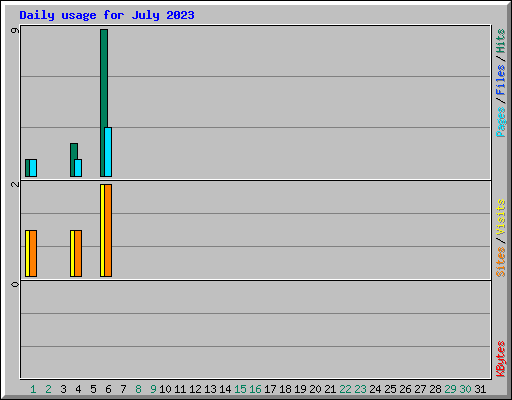 Daily usage for July 2023
9
2
0
Pages/Files/Hits
Sites/Visits
KBytes
1 2 3 4 5 6 7 8 9 10 11 12 13 14 15 16 17 18 19 20 21 22 23 24 25 26 27 28 29 30 31